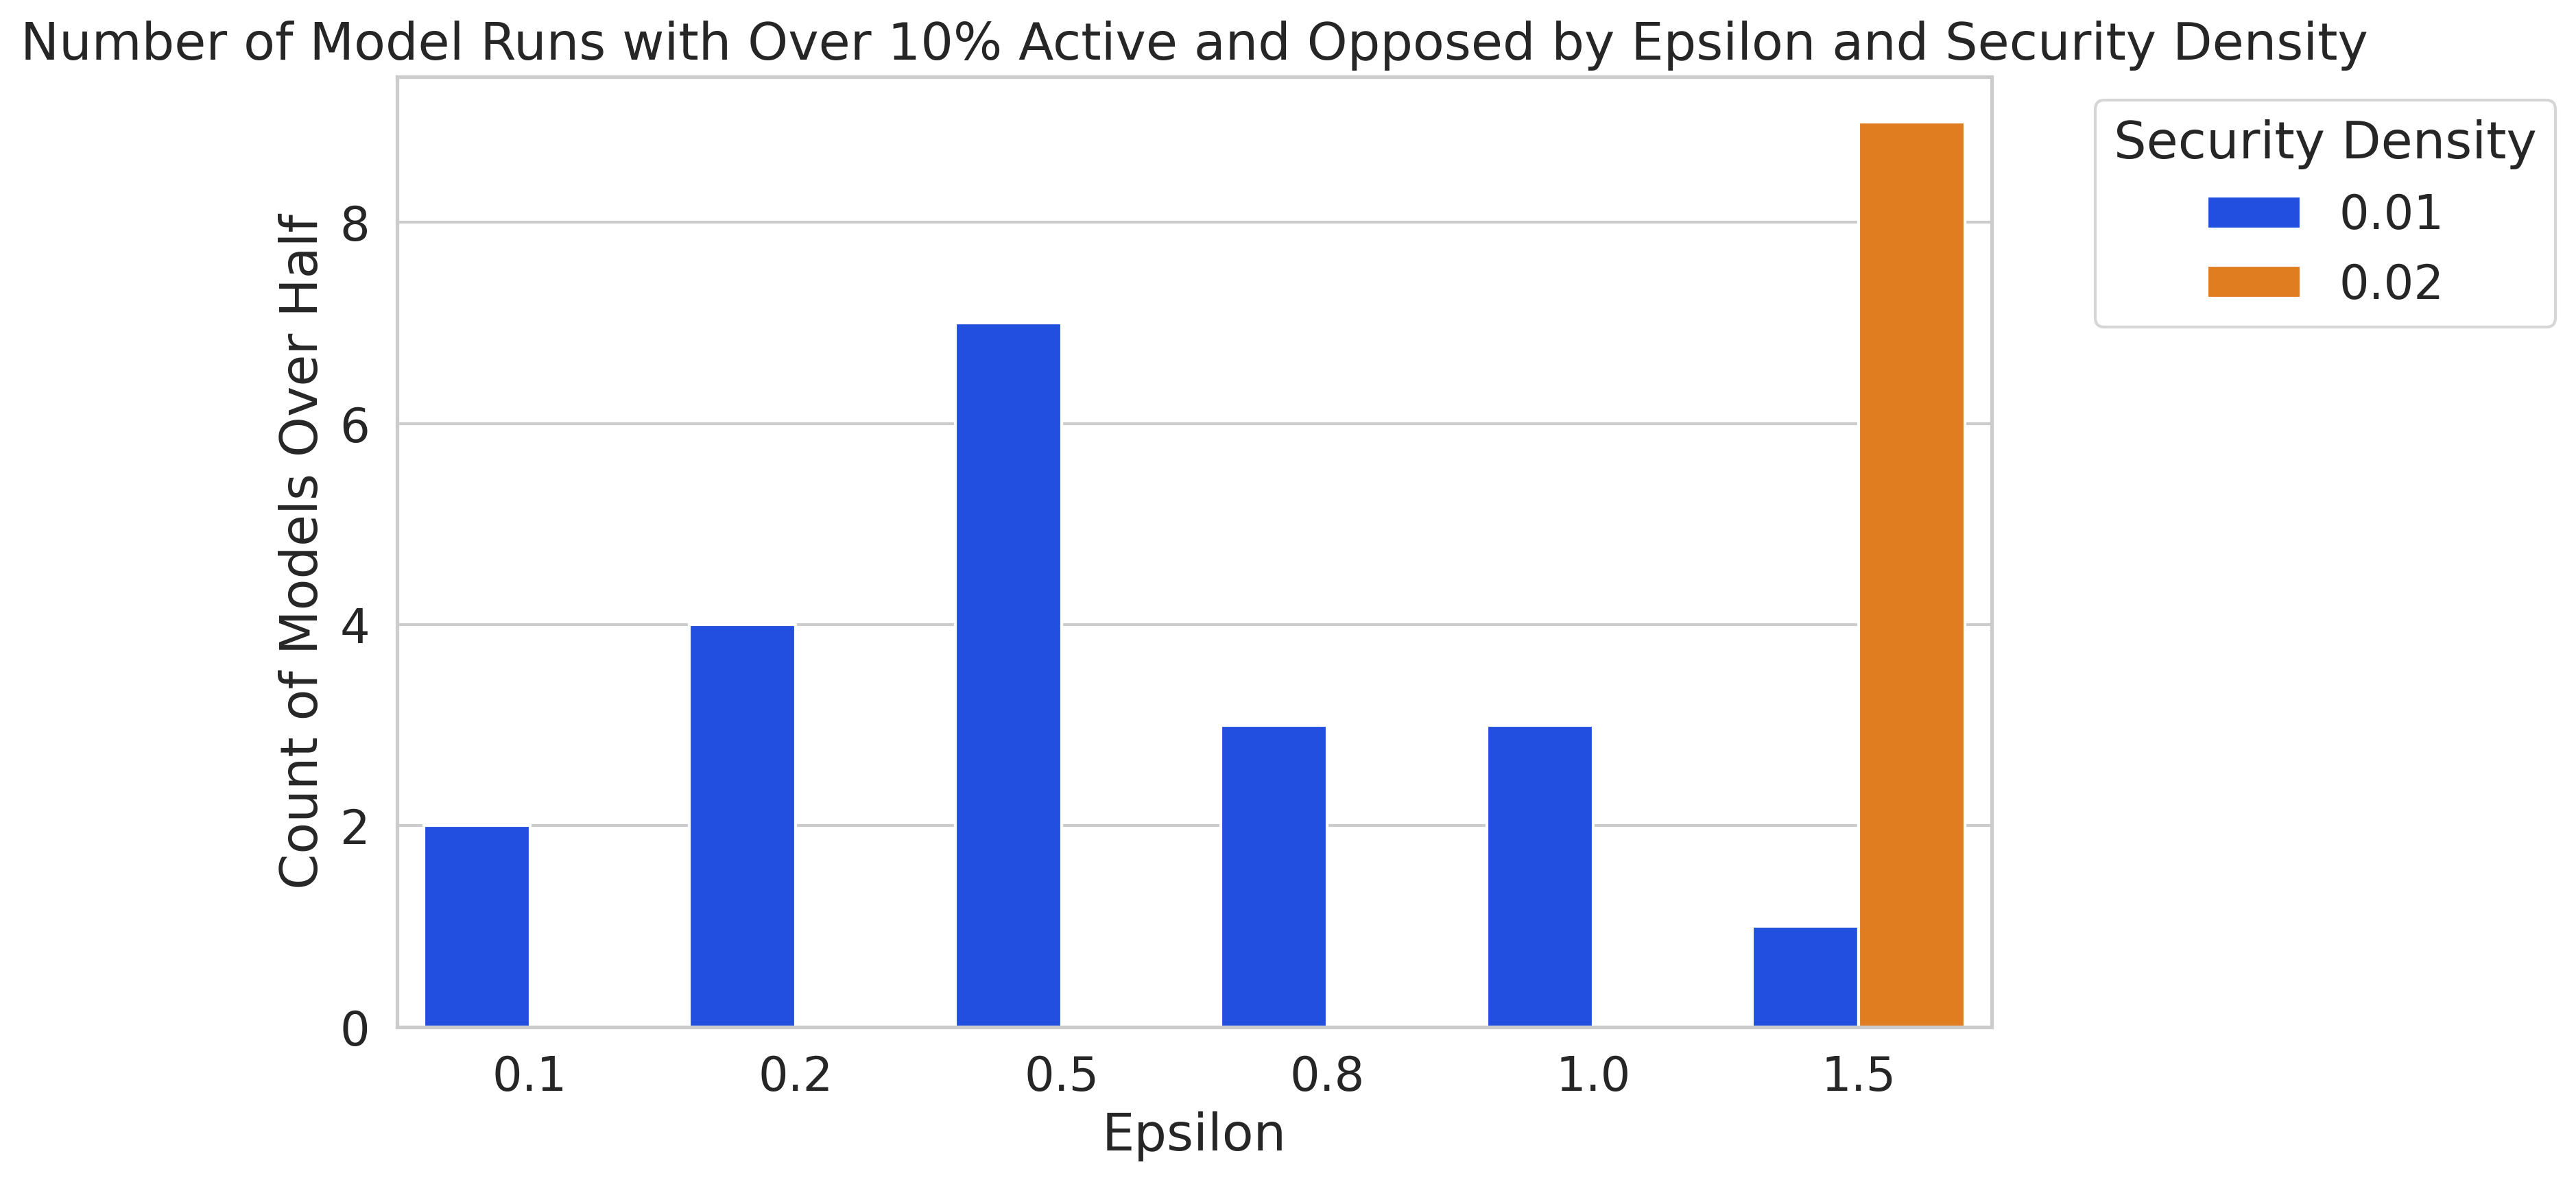 Number of Model Runs with Over 10% Active and Opposed by Epsilon and Security Density
Count of Models Over Half
8
6
4
2
0
0.1 0.2 0.5 0.8 1.0 1.5
Epsilon
Security Density
0.01
0.02